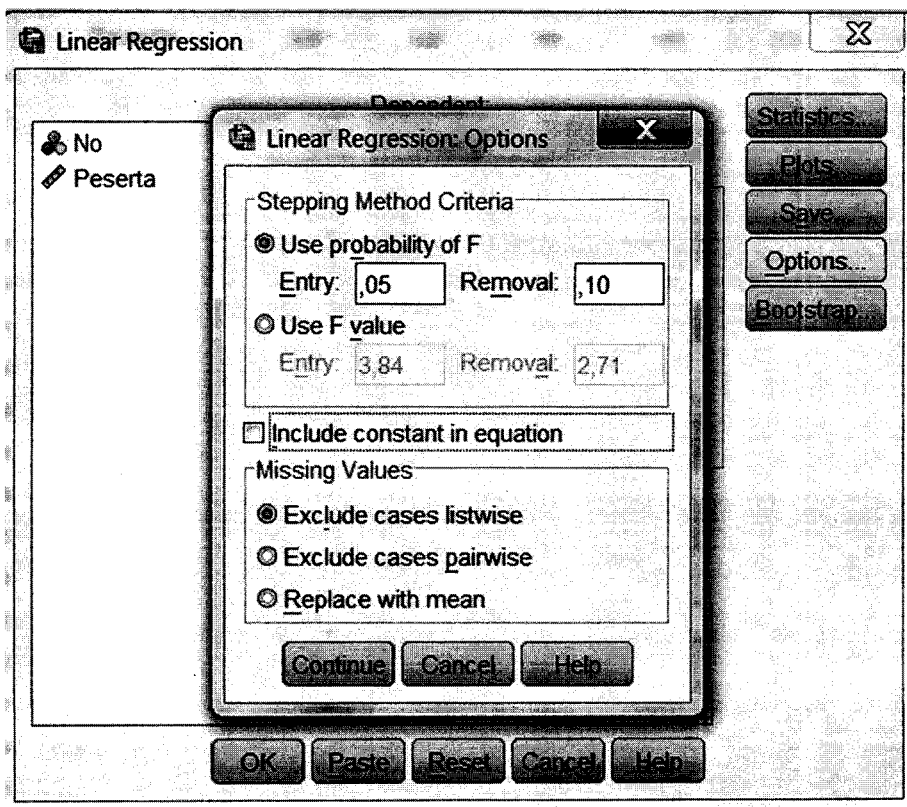 Linear Regression
Dependent:
No
Peserta
Linear Regression: Options
X
Stepping Method Criteria
Use probability of F
Entry: ,05 Removal: ,10
Use F value
Entry: 3,84 Removal: 2,71
Include constant in equation
Missing Values
Exclude cases listwise
Exclude cases pairwise
Replace with mean
Continue Cancel Help
Statistics...
Plots...
Save...
Options...
Bootstrap...
OK Paste Reset Cancel Help